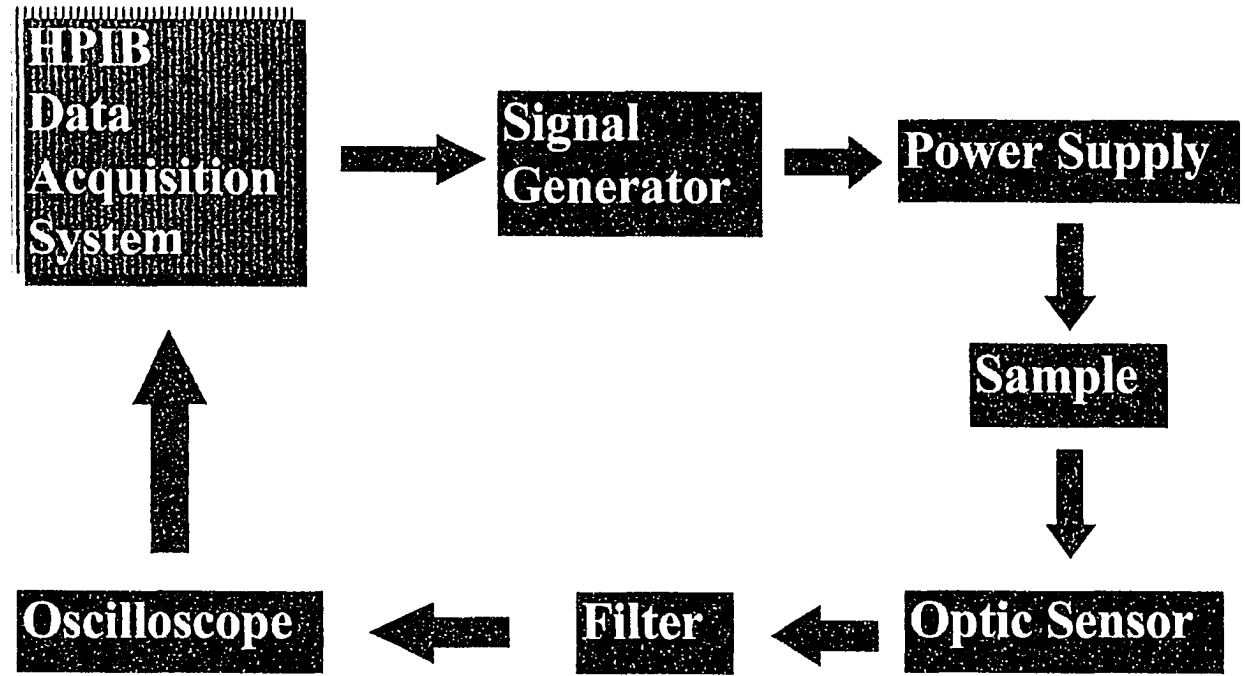 HPIB
Data
Acquisition
System
Signal
Generator
Power Supply
Sample
Optic Sensor
Filter
Oscilloscope